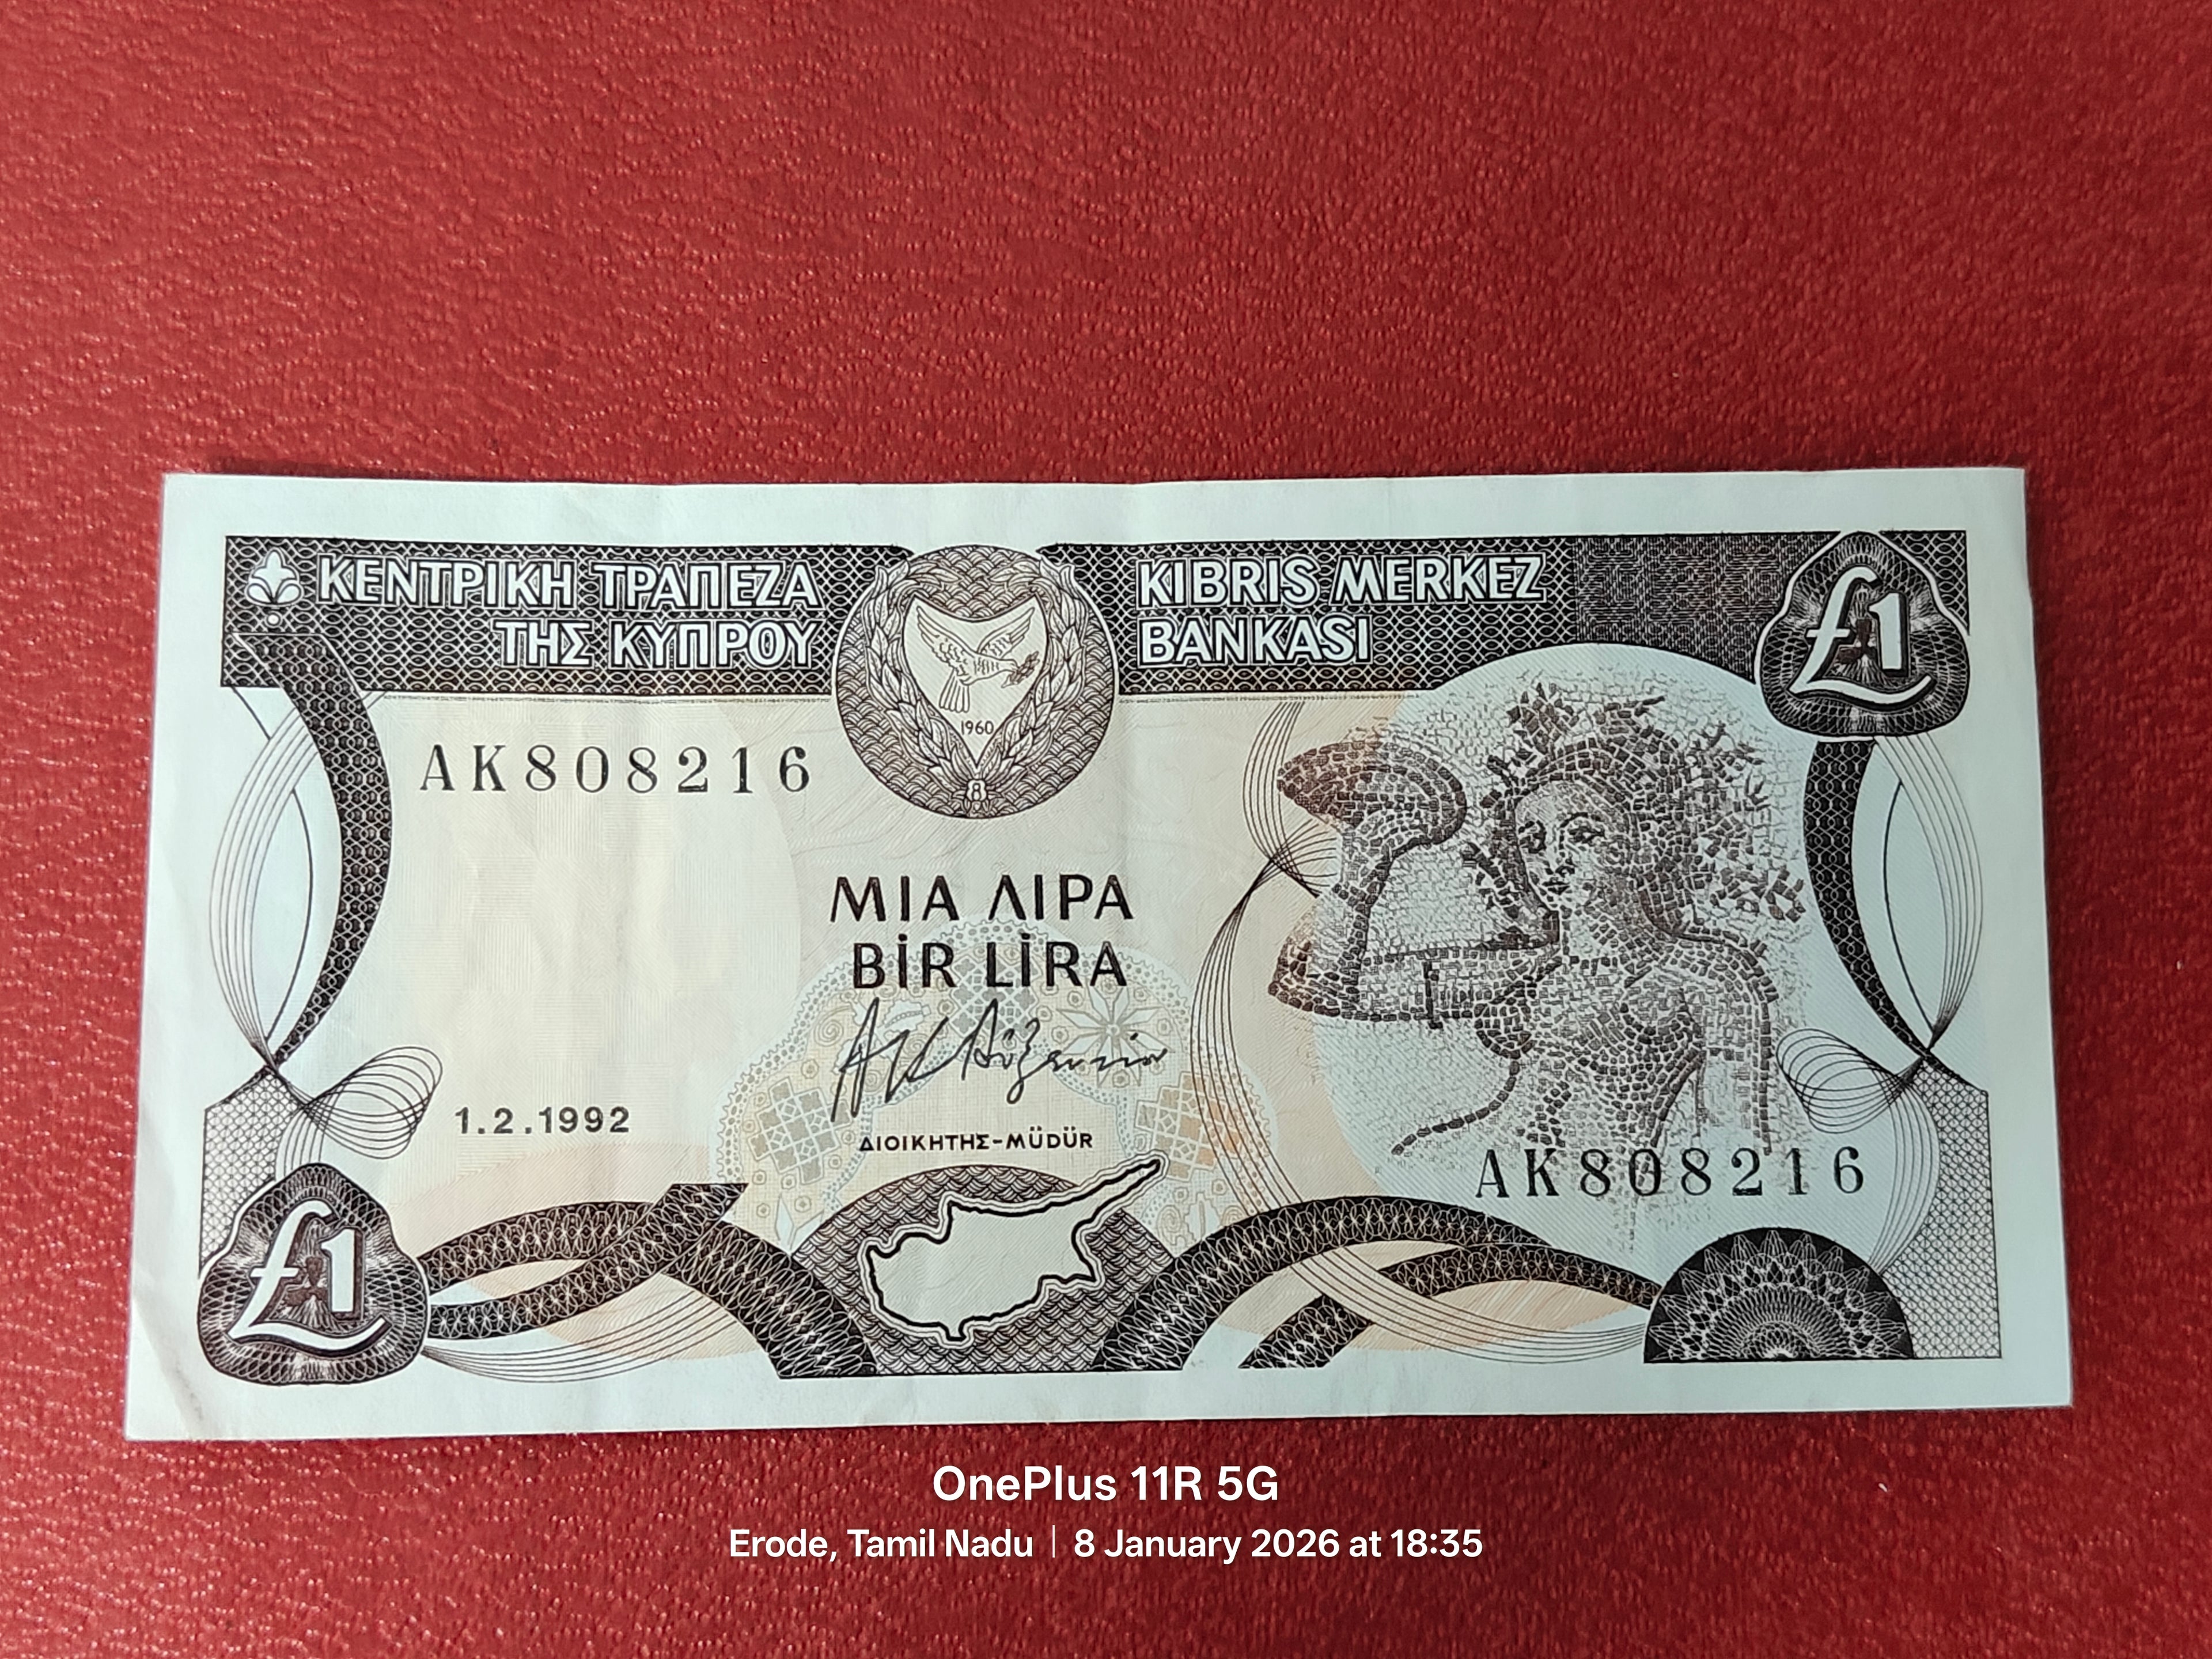 ΚΕΝΤΡΙΚΗ ΤΡΑΠΕΖΑ
ΤΗΣ ΚΥΠΡΟΥ
KIBRIS MERKEZ
BANKASI
£1
1960
AK808216
ΜΙΑ ΛΙΡΑ
BİR LİRA
1.2.1992
ΔΙΟΙΚΗΤΗΣ-MÜDÜR
AK808216
£1
OnePlus 11R 5G
Erode, Tamil Nadu | 8 January 2026 at 18:35